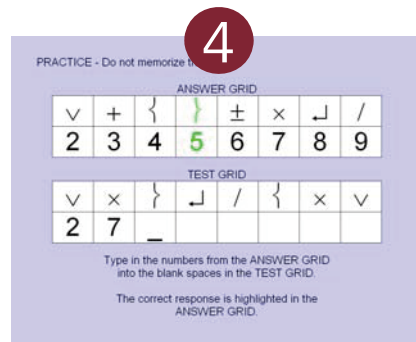 4
PRACTICE - Do not memorize
ANSWER GRID
∨ + { } ± × ↵ /
2 3 4 5 6 7 8 9
TEST GRID
∨ × } ↵ / { × ∨
2 7 _
Type in the numbers from the ANSWER GRID
into the blank spaces in the TEST GRID.
The correct response is highlighted in the
ANSWER GRID.